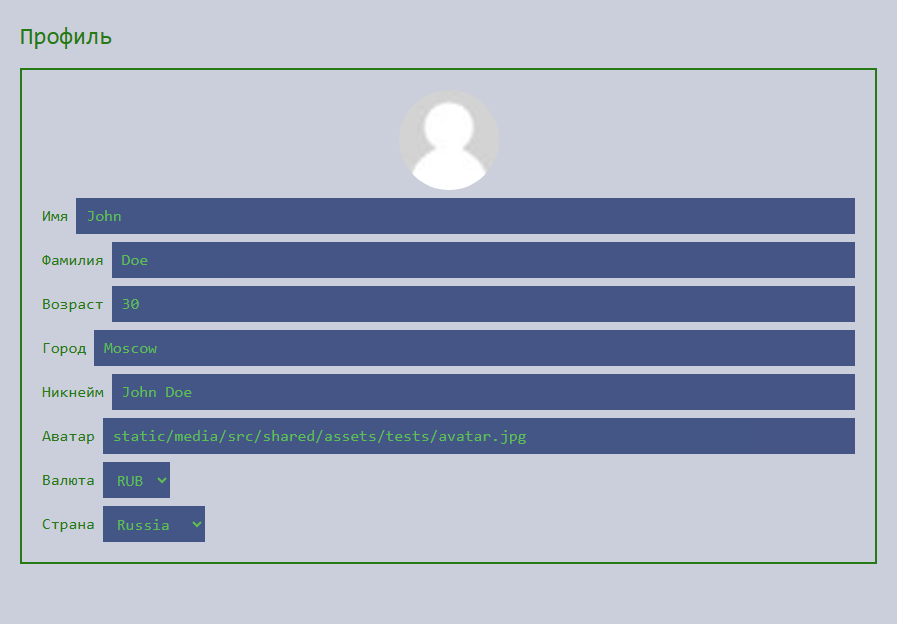 Профиль
Имя John
Фамилия Doe
Возраст 30
Город Moscow
Никнейм John Doe
Аватар static/media/src/shared/assets/tests/avatar.jpg
Валюта RUB
Страна Russia